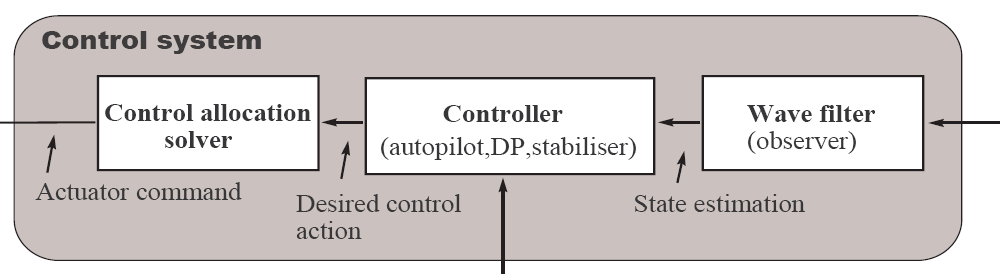 Control system
Control allocation
solver
Controller
(autopilot,DP,stabiliser)
Wave filter
(observer)
Actuator command
Desired control
action
State estimation